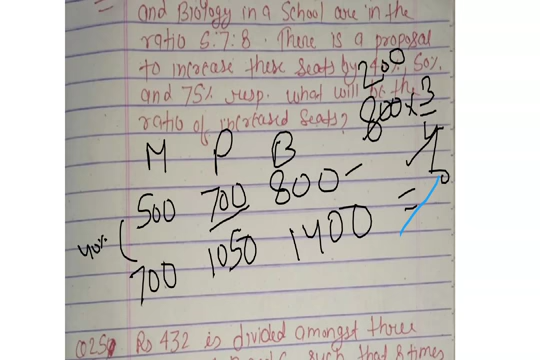 and Biology in a School are in the
ratio 5:7:8. There is a proposal
to increase these Seats by 40%, 50%
and 75% resp. what will be the
ratio of increased Seats?
200
800 × 3/4
M P B
500 700 800
40%
700 1050 1400
Q25 Rs 432 is divided amongst three
such that 8 times